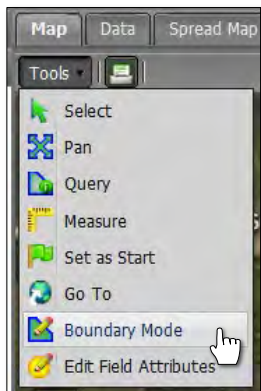 Map Data Spread Map
Tools
Select
Pan
Query
Measure
Set as Start
Go To
Boundary Mode
Edit Field Attributes